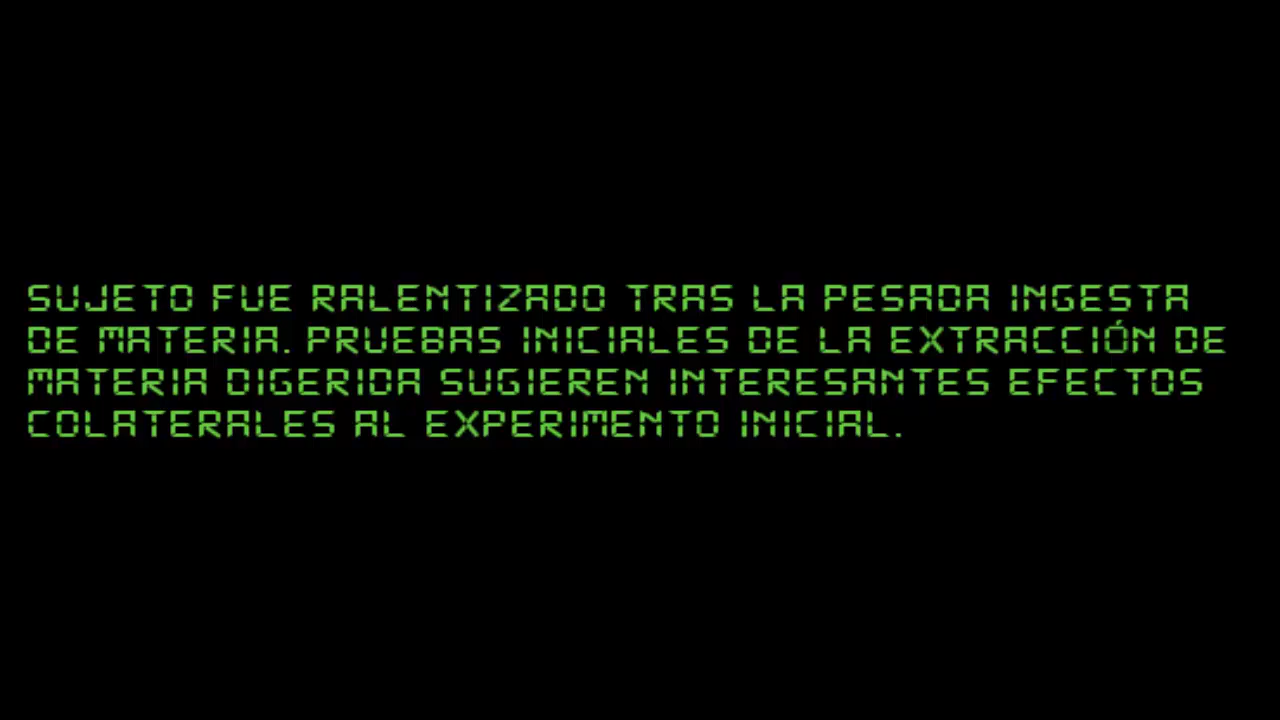 SUJETO FUE RALENTIZADO TRAS LA PESADA INGESTA
DE MATERIA. PRUEBAS INICIALES DE LA EXTRACCIÓN DE
MATERIA DIGERIDA SUGIEREN INTERESANTES EFECTOS
COLATERALES AL EXPERIMENTO INICIAL.